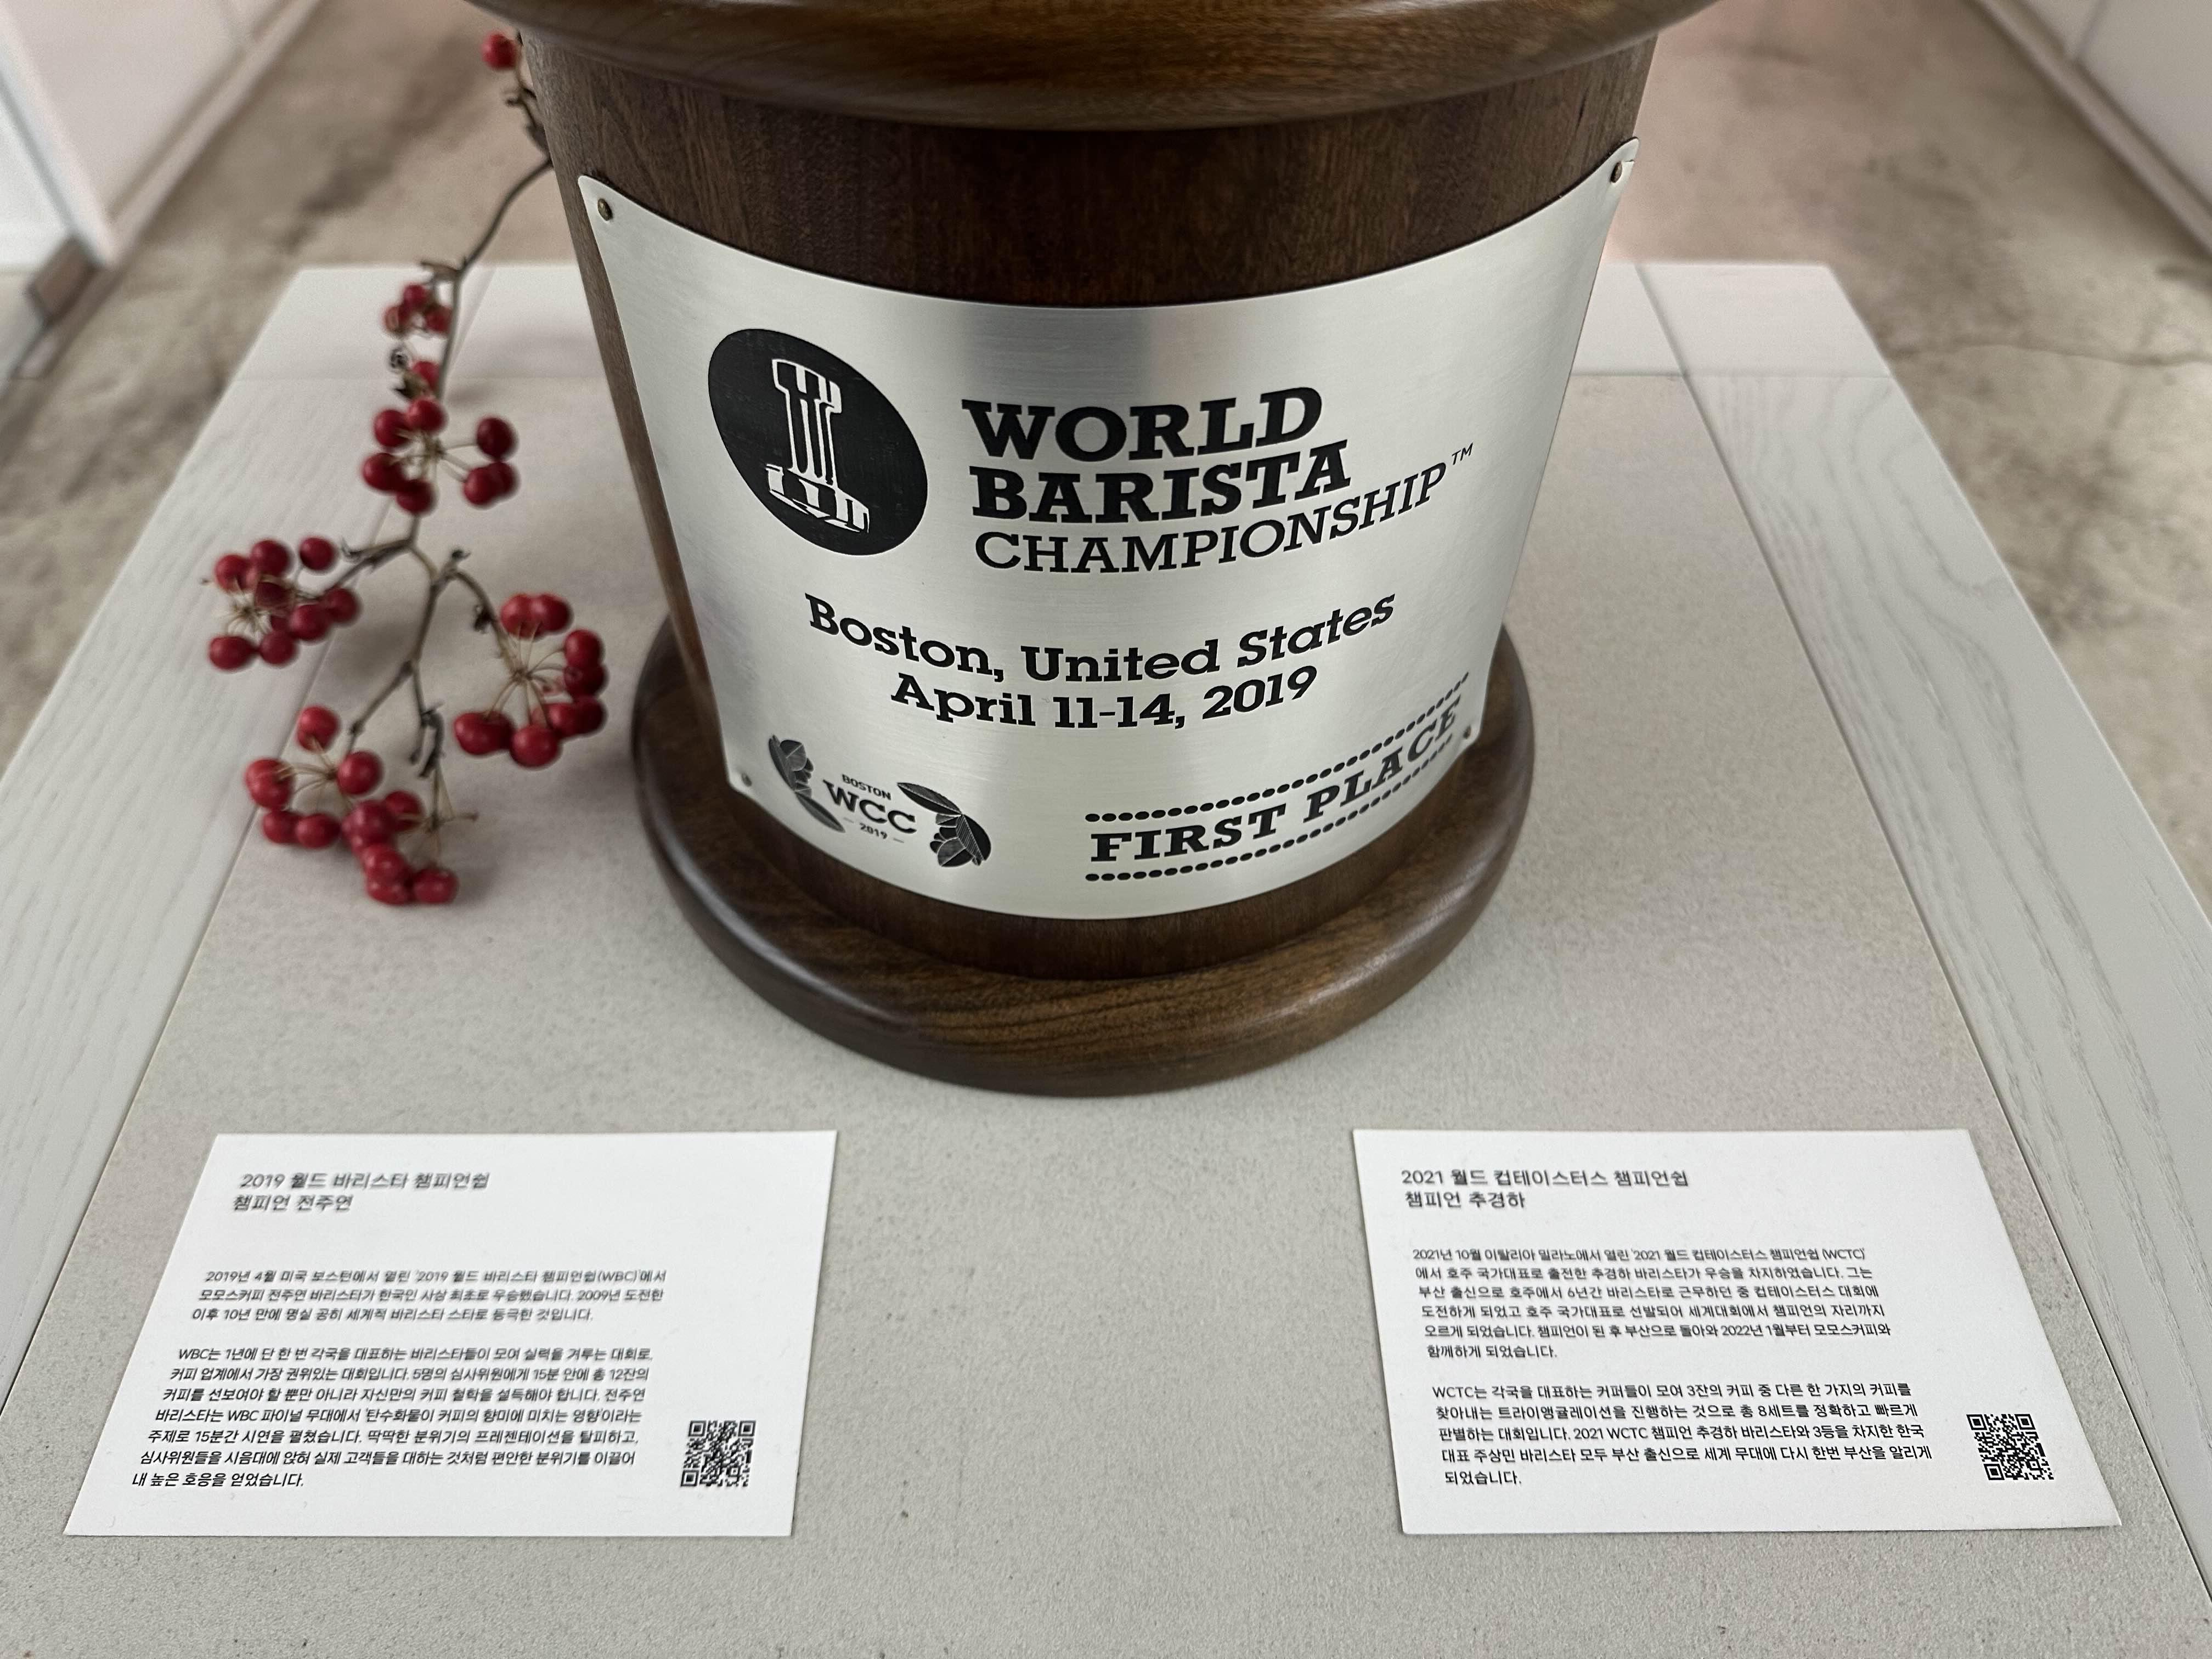 WORLD
BARISTA
CHAMPIONSHIP™
Boston, United States
April 11-14, 2019
BOSTON
WCC
2019
FIRST PLACE
2019 월드 바리스타 챔피언쉽
챔피언 전주연
2019년 4월 미국 보스턴에서 열린 '2019 월드 바리스타 챔피언쉽(WBC)'에서
모모스커피 전주연 바리스타가 한국인 사상 최초로 우승했습니다. 2009년 도전한
이후 10년 만에 명실 공히 세계적 바리스타 스타로 등극한 것입니다.
WBC는 1년에 단 한 번 각국을 대표하는 바리스타들이 모여 실력을 겨루는 대회로,
커피 업계에서 가장 권위있는 대회입니다. 5명의 심사위원에게 15분 안에 총 12잔의
커피를 선보여야 할 뿐만 아니라 자신만의 커피 철학을 설득해야 합니다. 전주연
바리스타는 WBC 파이널 무대에서 '탄수화물이 커피의 향미에 미치는 영향'이라는
주제로 15분간 시연을 펼쳤습니다. 딱딱한 분위기의 프레젠테이션을 탈피하고,
심사위원들을 시음대에 앉혀 실제 고객들을 대하는 것처럼 편안한 분위기를 이끌어
내 높은 호응을 얻었습니다.
2021 월드 컵테이스터스 챔피언쉽
챔피언 추경하
2021년 10월 이탈리아 밀라노에서 열린 '2021 월드 컵테이스터스 챔피언쉽 (WCTC)'
에서 호주 국가대표로 출전한 추경하 바리스타가 우승을 차지하였습니다. 그는
부산 출신으로 호주에서 6년간 바리스타로 근무하던 중 컵테이스터스 대회에
도전하게 되었고 호주 국가대표로 선발되어 세계대회에서 챔피언의 자리까지
오르게 되었습니다. 챔피언이 된 후 부산으로 돌아와 2022년 1월부터 모모스커피와
함께하게 되었습니다.
WCTC는 각국을 대표하는 커퍼들이 모여 3잔의 커피 중 다른 한 가지의 커피를
찾아내는 트라이앵귤레이션을 진행하는 것으로 총 8세트를 정확하고 빠르게
판별하는 대회입니다. 2021 WCTC 챔피언 추경하 바리스타와 3등을 차지한 한국
대표 주상민 바리스타 모두 부산 출신으로 세계 무대에 다시 한번 부산을 알리게
되었습니다.